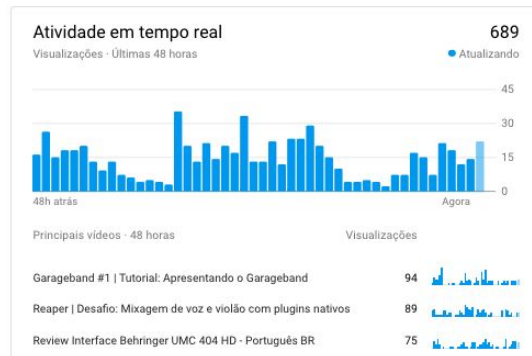 Atividade em tempo real 689
Visualizações · Últimas 48 horas Atualizando
45
30
15
0
48h atrás Agora
Principais vídeos · 48 horas Visualizações
Garageband #1 | Tutorial: Apresentando o Garageband 94
Reaper | Desafio: Mixagem de voz e violão com plugins nativos 89
Review Interface Behringer UMC 404 HD - Português BR 75